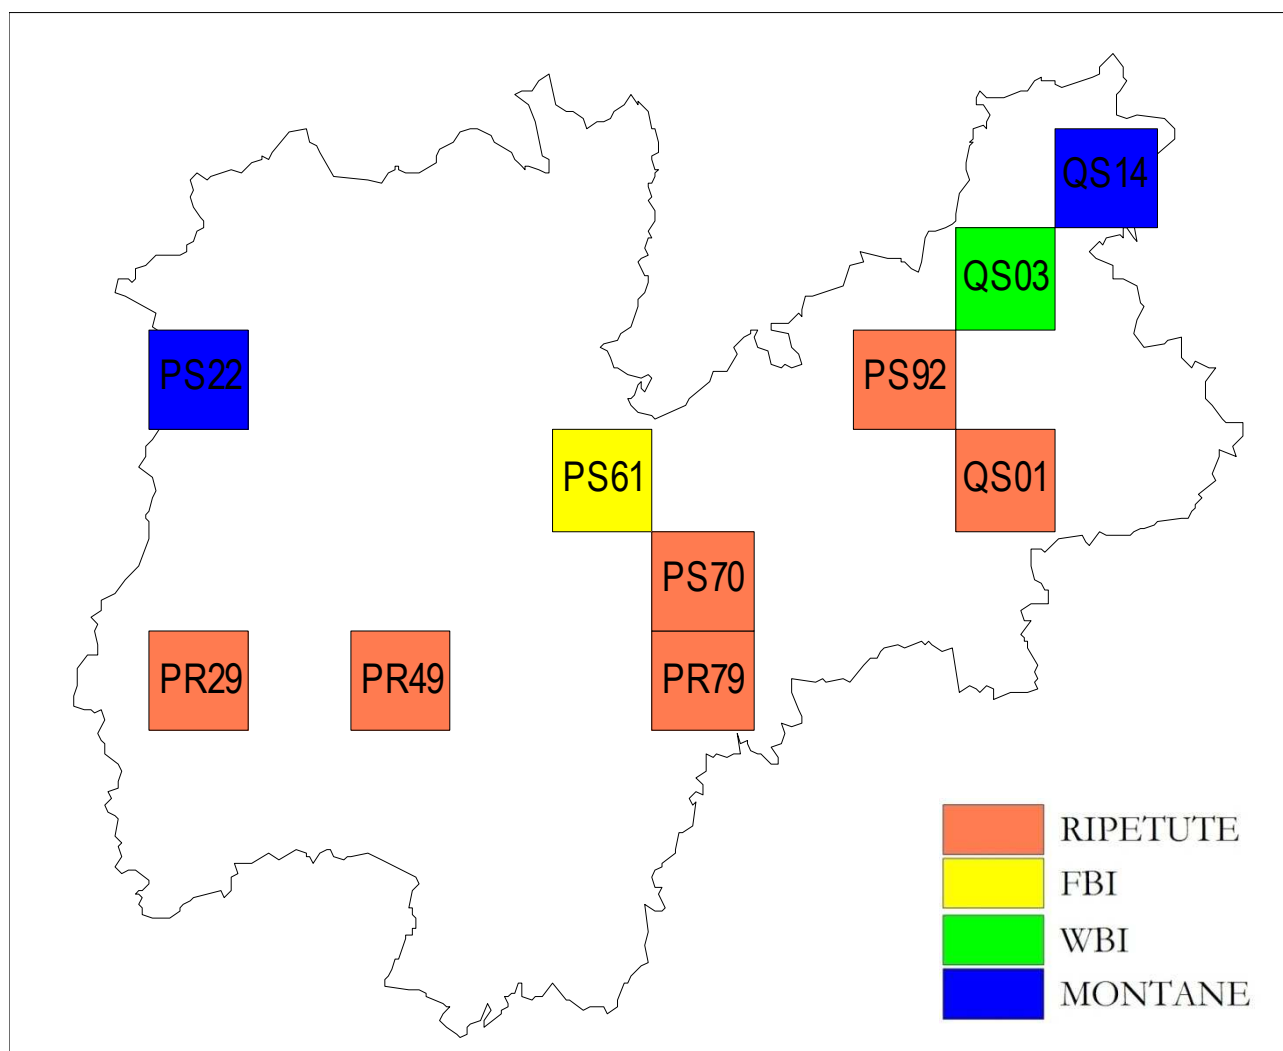 QS14
QS03
PS22
PS92
PS61
QS01
PS70
PR29
PR49
PR79
RIPETUTE
FBI
WBI
MONTANE